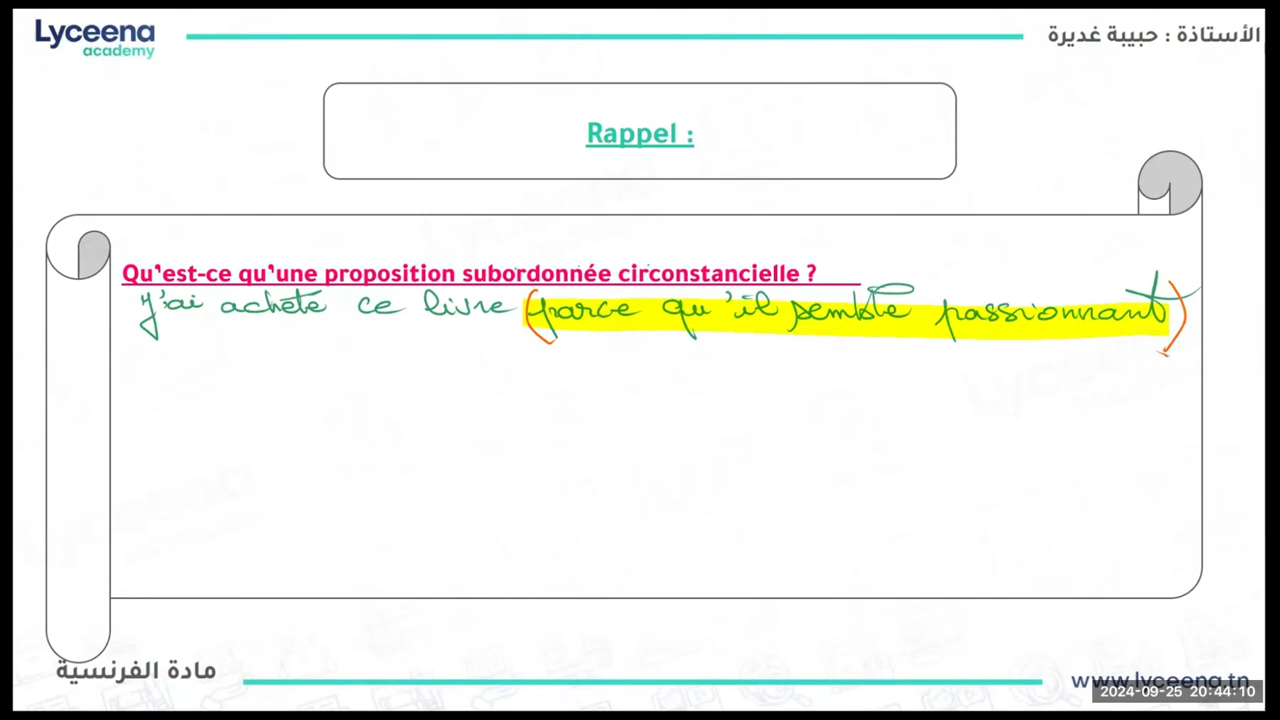 Lyceena
academy
الأستاذة : حبيبة غديرة
Rappel :
Qu'est-ce qu'une proposition subordonnée circonstancielle ?
J'ai acheté ce livre (parce qu'il semble passionnant)
مادة الفرنسية
www.lyceena.tn
2024-09-25 20:44:10